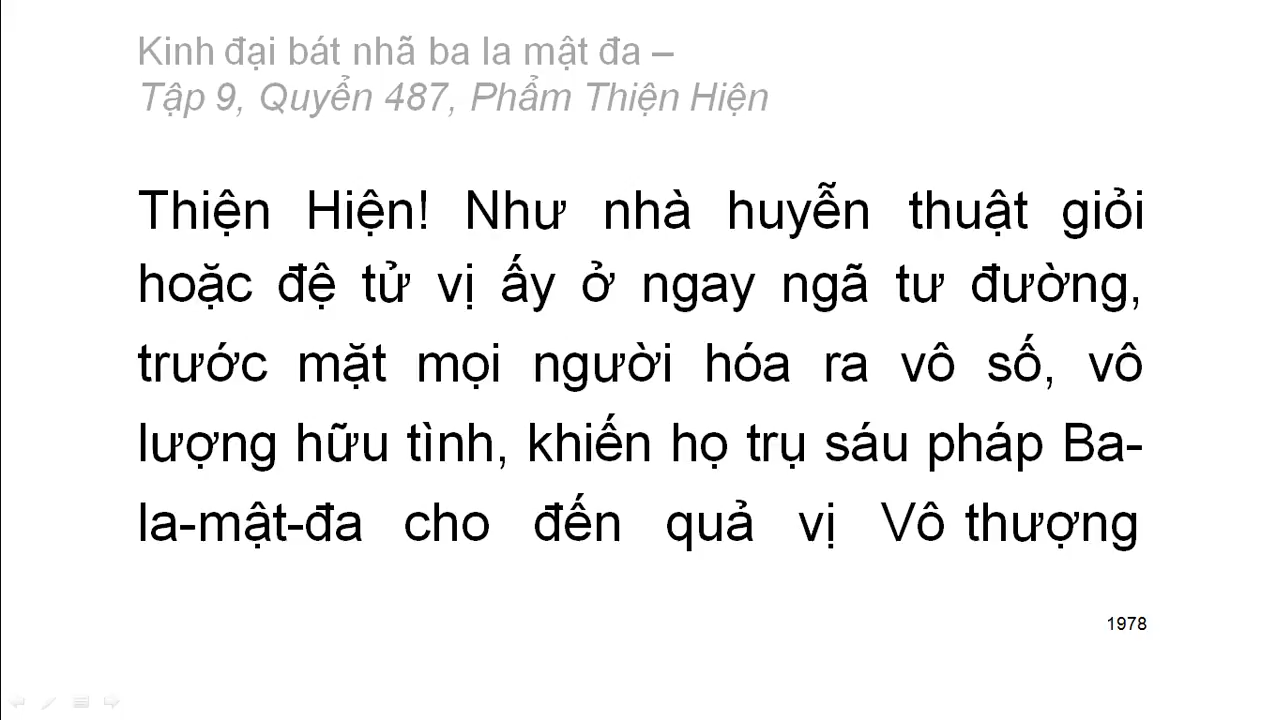 Kinh đại bát nhã ba la mật đa –
Tập 9, Quyển 487, Phẩm Thiện Hiện
Thiện Hiện! Như nhà huyễn thuật giỏi
hoặc đệ tử vị ấy ở ngay ngã tư đường,
trước mặt mọi người hóa ra vô số, vô
lượng hữu tình, khiến họ trụ sáu pháp Ba-
la-mật-đa cho đến quả vị Vô thượng
1978